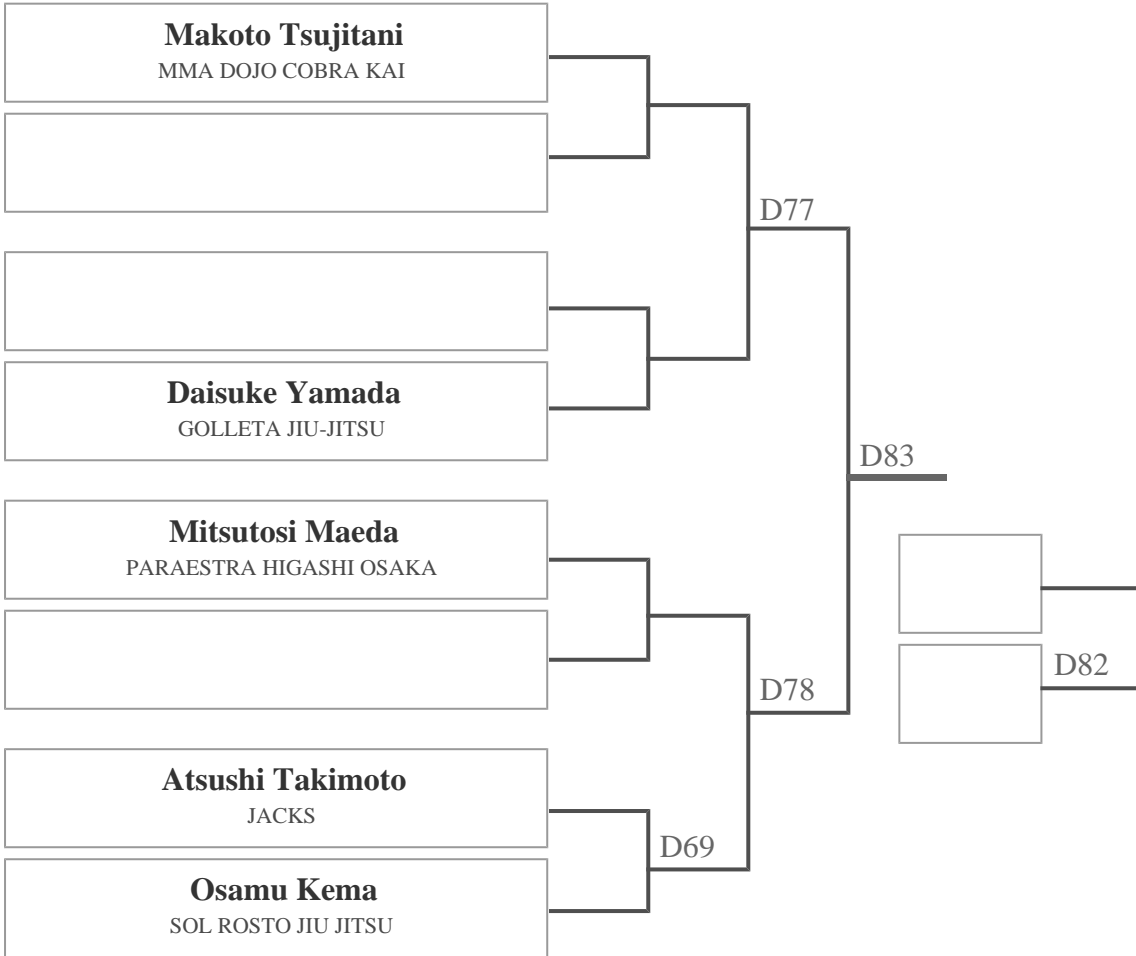 Makoto Tsujitani
MMA DOJO COBRA KAI
D77
Daisuke Yamada
GOLLETA JIU-JITSU
D83
Mitsutosi Maeda
PARAESTRA HIGASHI OSAKA
D82
D78
Atsushi Takimoto
JACKS
D69
Osamu Kema
SOL ROSTO JIU JITSU